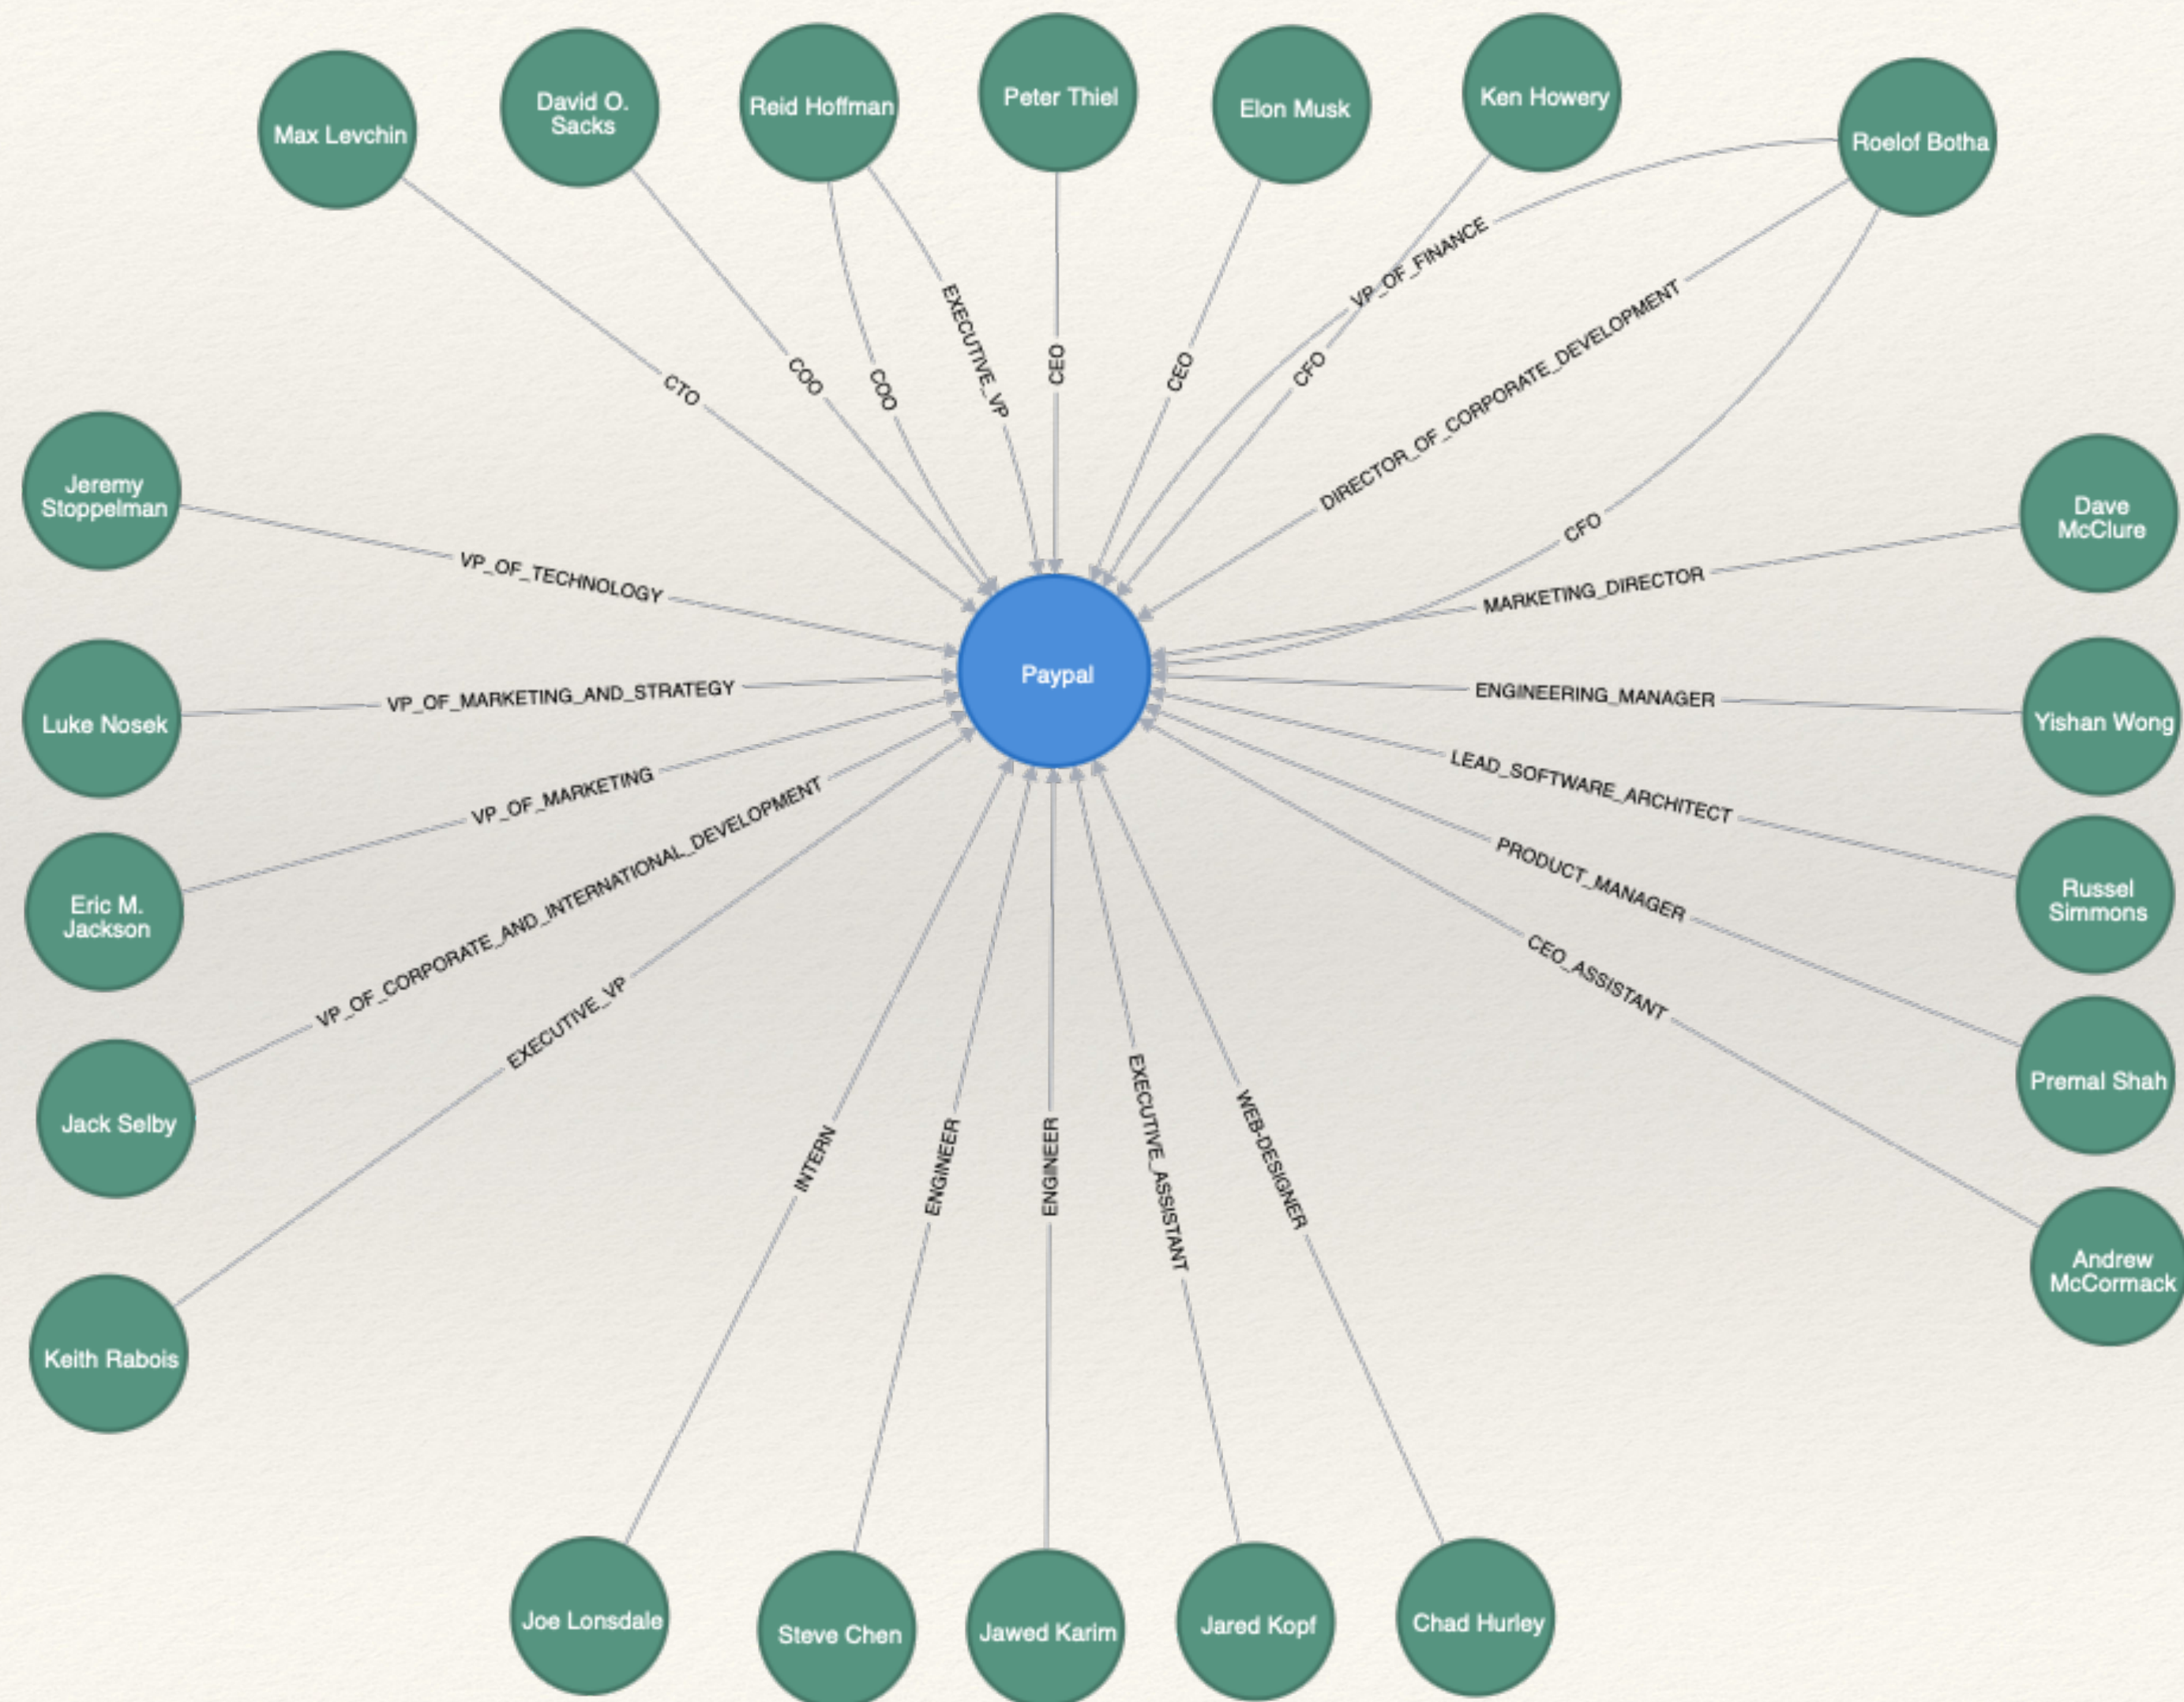 Max Levchin
David O.
Sacks
Reid Hoffman
Peter Thiel
Elon Musk
Ken Howery
Roelof Botha
CTO
COO
COO
EXECUTIVE_VP
CEO
CEO
CFO
VP_OF_FINANCE
DIRECTOR_OF_CORPORATE_DEVELOPMENT
CFO
Jeremy
Stoppelman
VP_OF_TECHNOLOGY
Dave
McClure
MARKETING_DIRECTOR
Paypal
Luke Nosek
VP_OF_MARKETING_AND_STRATEGY
ENGINEERING_MANAGER
Yishan Wong
Eric M.
Jackson
VP_OF_MARKETING
LEAD_SOFTWARE_ARCHITECT
Russel
Simmons
Jack Selby
VP_OF_CORPORATE_AND_INTERNATIONAL_DEVELOPMENT
PRODUCT_MANAGER
Premal Shah
Keith Rabois
EXECUTIVE_VP
CEO_ASSISTANT
Andrew
McCormack
INTERN
ENGINEER
ENGINEER
EXECUTIVE_ASSISTANT
WEB-DESIGNER
Joe Lonsdale
Steve Chen
Jawed Karim
Jared Kopf
Chad Hurley